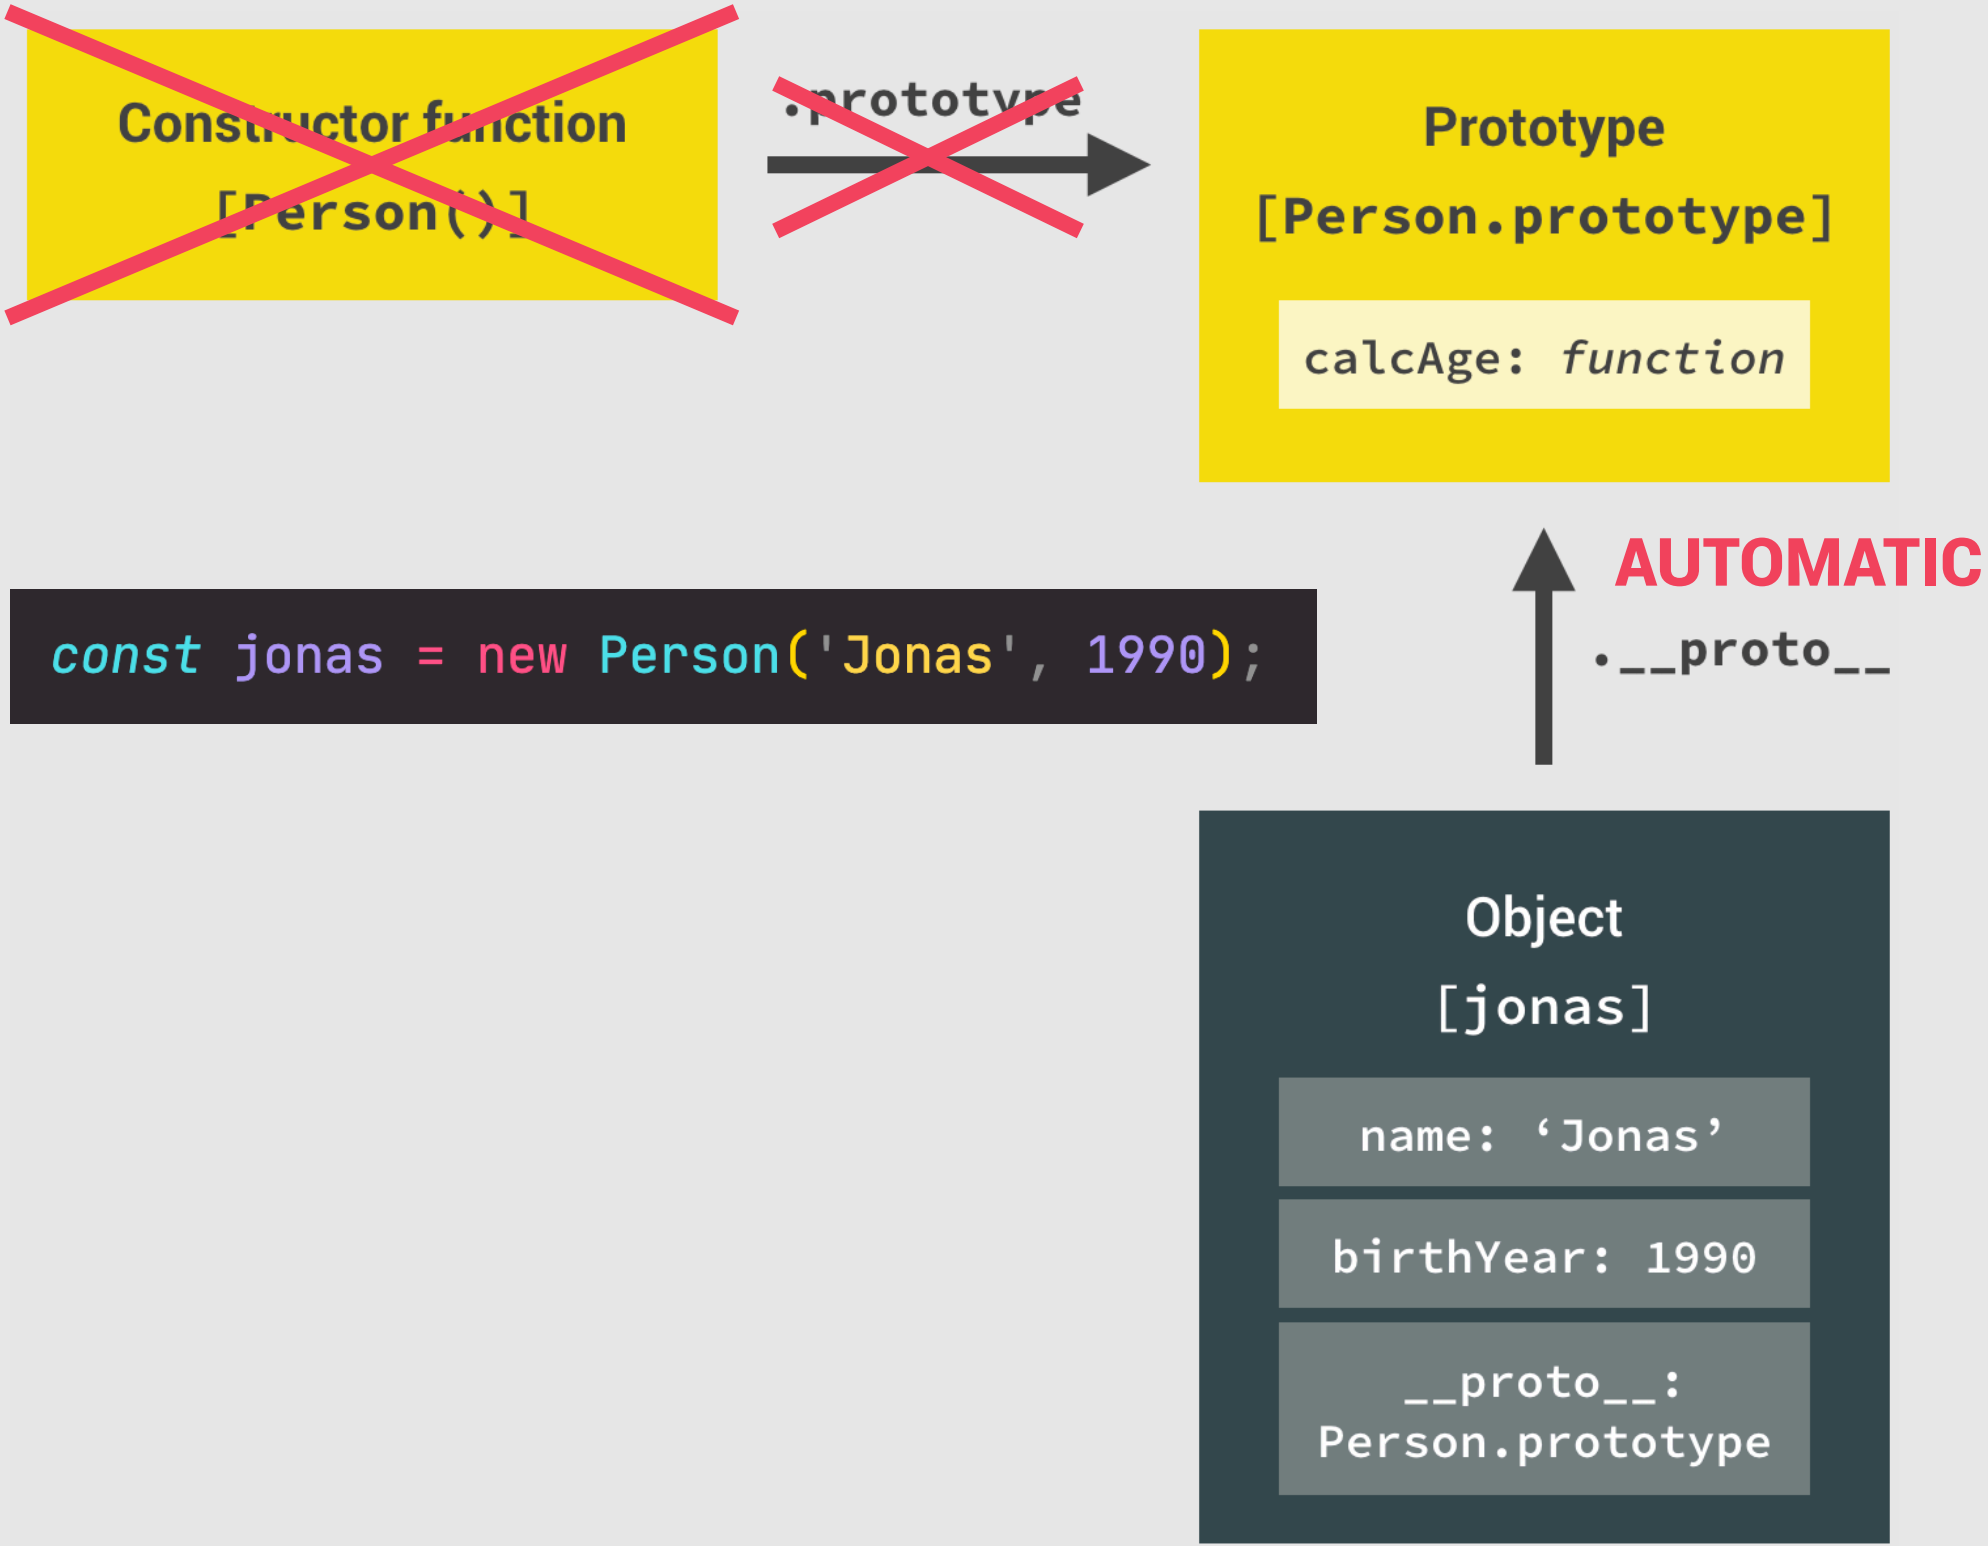 Constructor function
[Person()]
.prototype
Prototype
[Person.prototype]
calcAge: function
AUTOMATIC
.__proto__
const jonas = new Person('Jonas', 1990);
Object
[jonas]
name: ‘Jonas’
birthYear: 1990
__proto__:
Person.prototype